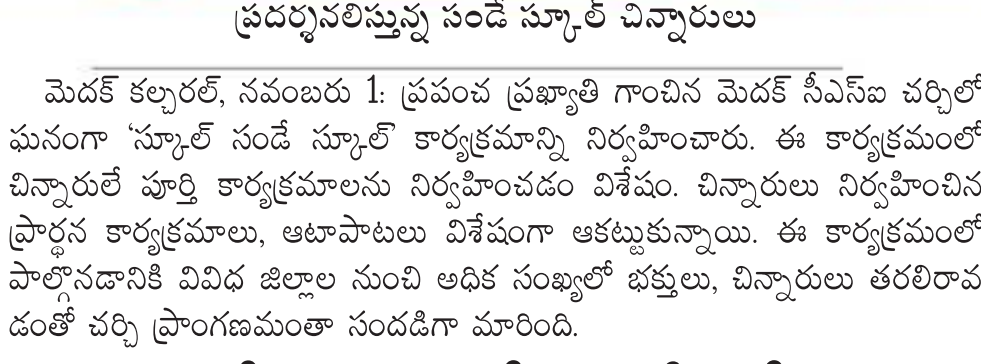 ప్రదర్శనలిస్తున్న సండే స్కూల్ చిన్నారులు
మెదక్ కల్చరల్, నవంబరు 1: ప్రపంచ ప్రఖ్యాతి గాంచిన మెదక్ సీఎస్ఐ చర్చిలో
ఘనంగా ‘స్కూల్ సండే స్కూల్’ కార్యక్రమాన్ని నిర్వహించారు. ఈ కార్యక్రమంలో
చిన్నారులే పూర్తి కార్యక్రమాలను నిర్వహించడం విశేషం. చిన్నారులు నిర్వహించిన
ప్రార్థన కార్యక్రమాలు, ఆటాపాటలు విశేషంగా ఆకట్టుకున్నాయి. ఈ కార్యక్రమంలో
పాల్గొనడానికి వివిధ జిల్లాల నుంచి అధిక సంఖ్యలో భక్తులు, చిన్నారులు తరలిరావ
డంతో చర్చి ప్రాంగణమంతా సందడిగా మారింది.